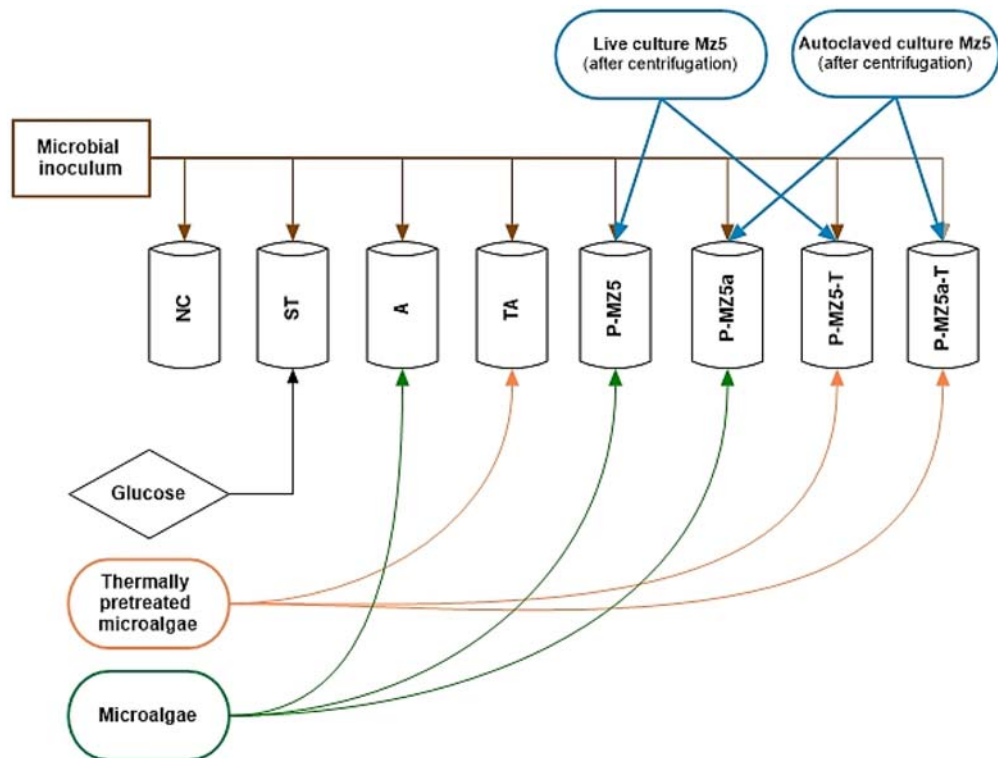 Live culture Mz5
(after centrifugation)
Autoclaved culture Mz5
(after centrifugation)
Microbial
inoculum
NC
ST
A
TA
P-MZ5
P-MZ5a
P-MZ5-T
P-MZ5a-T
Glucose
Thermally
pretreated
microalgae
Microalgae